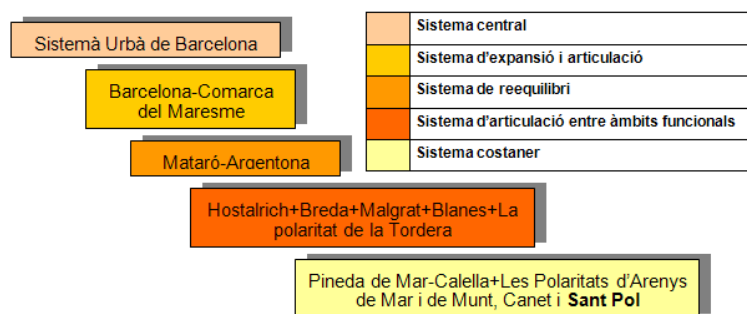 Sistemà Urbà de Barcelona
Barcelona-Comarca
del Maresme
Mataró-Argentona
Hostalrich+Breda+Malgrat+Blanes+La
polaritat de la Tordera
Pineda de Mar-Calella+Les Polaritats d'Arenys
de Mar i de Munt, Canet i Sant Pol
Sistema central
Sistema d'expansió i articulació
Sistema de reequilibri
Sistema d'articulació entre àmbits funcionals
Sistema costaner